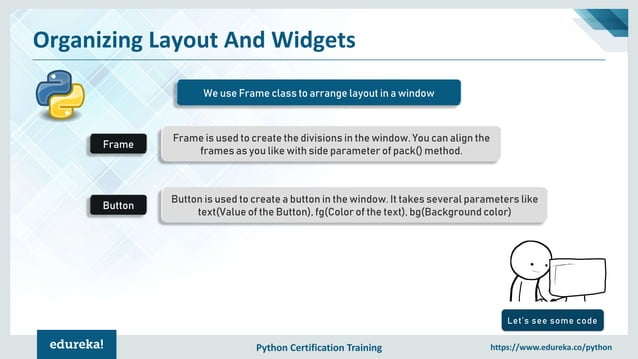 Organizing Layout And Widgets
We use Frame class to arrange layout in a window
Frame
Frame is used to create the divisions in the window. You can align the
frames as you like with side parameter of pack() method.
Button
Button is used to create a button in the window. It takes several parameters like
text(Value of the Button), fg(Color of the text), bg(Background color)
Let's see some code
edureka!
Python Certification Training
https://www.edureka.co/python